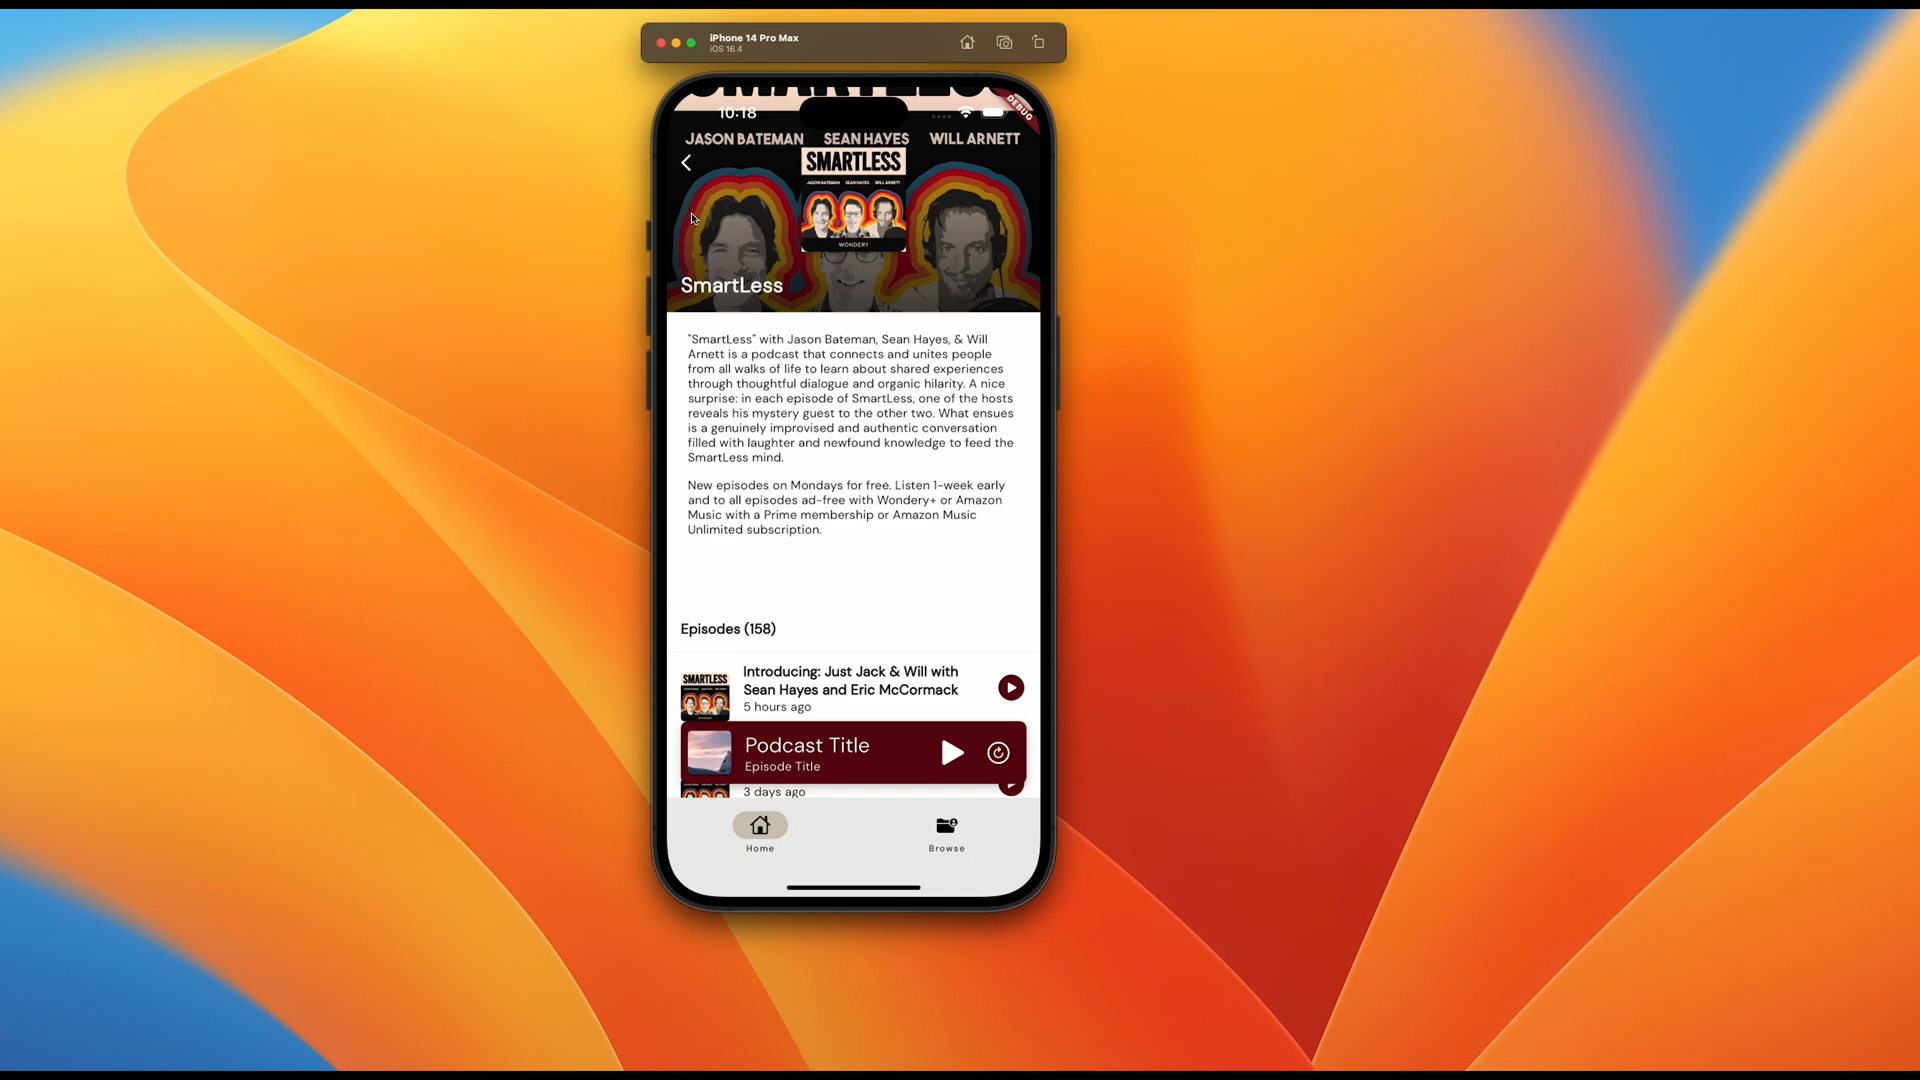 iPhone 14 Pro Max
iOS 16.4
10:18
DEBUG
JASON BATEMAN SEAN HAYES WILL ARNETT
SMARTLESS
JASON BATEMAN SEAN HAYES WILL ARNETT
WONDERY
SmartLess
"SmartLess" with Jason Bateman, Sean Hayes, & Will
Arnett is a podcast that connects and unites people
from all walks of life to learn about shared experiences
through thoughtful dialogue and organic hilarity. A nice
surprise: in each episode of SmartLess, one of the hosts
reveals his mystery guest to the other two. What ensues
is a genuinely improvised and authentic conversation
filled with laughter and newfound knowledge to feed the
SmartLess mind.
New episodes on Mondays for free. Listen 1-week early
and to all episodes ad-free with Wondery+ or Amazon
Music with a Prime membership or Amazon Music
Unlimited subscription.
Episodes (158)
SMARTLESS
Introducing: Just Jack & Will with
Sean Hayes and Eric McCormack
5 hours ago
Podcast Title
Episode Title
3 days ago
Home
Browse